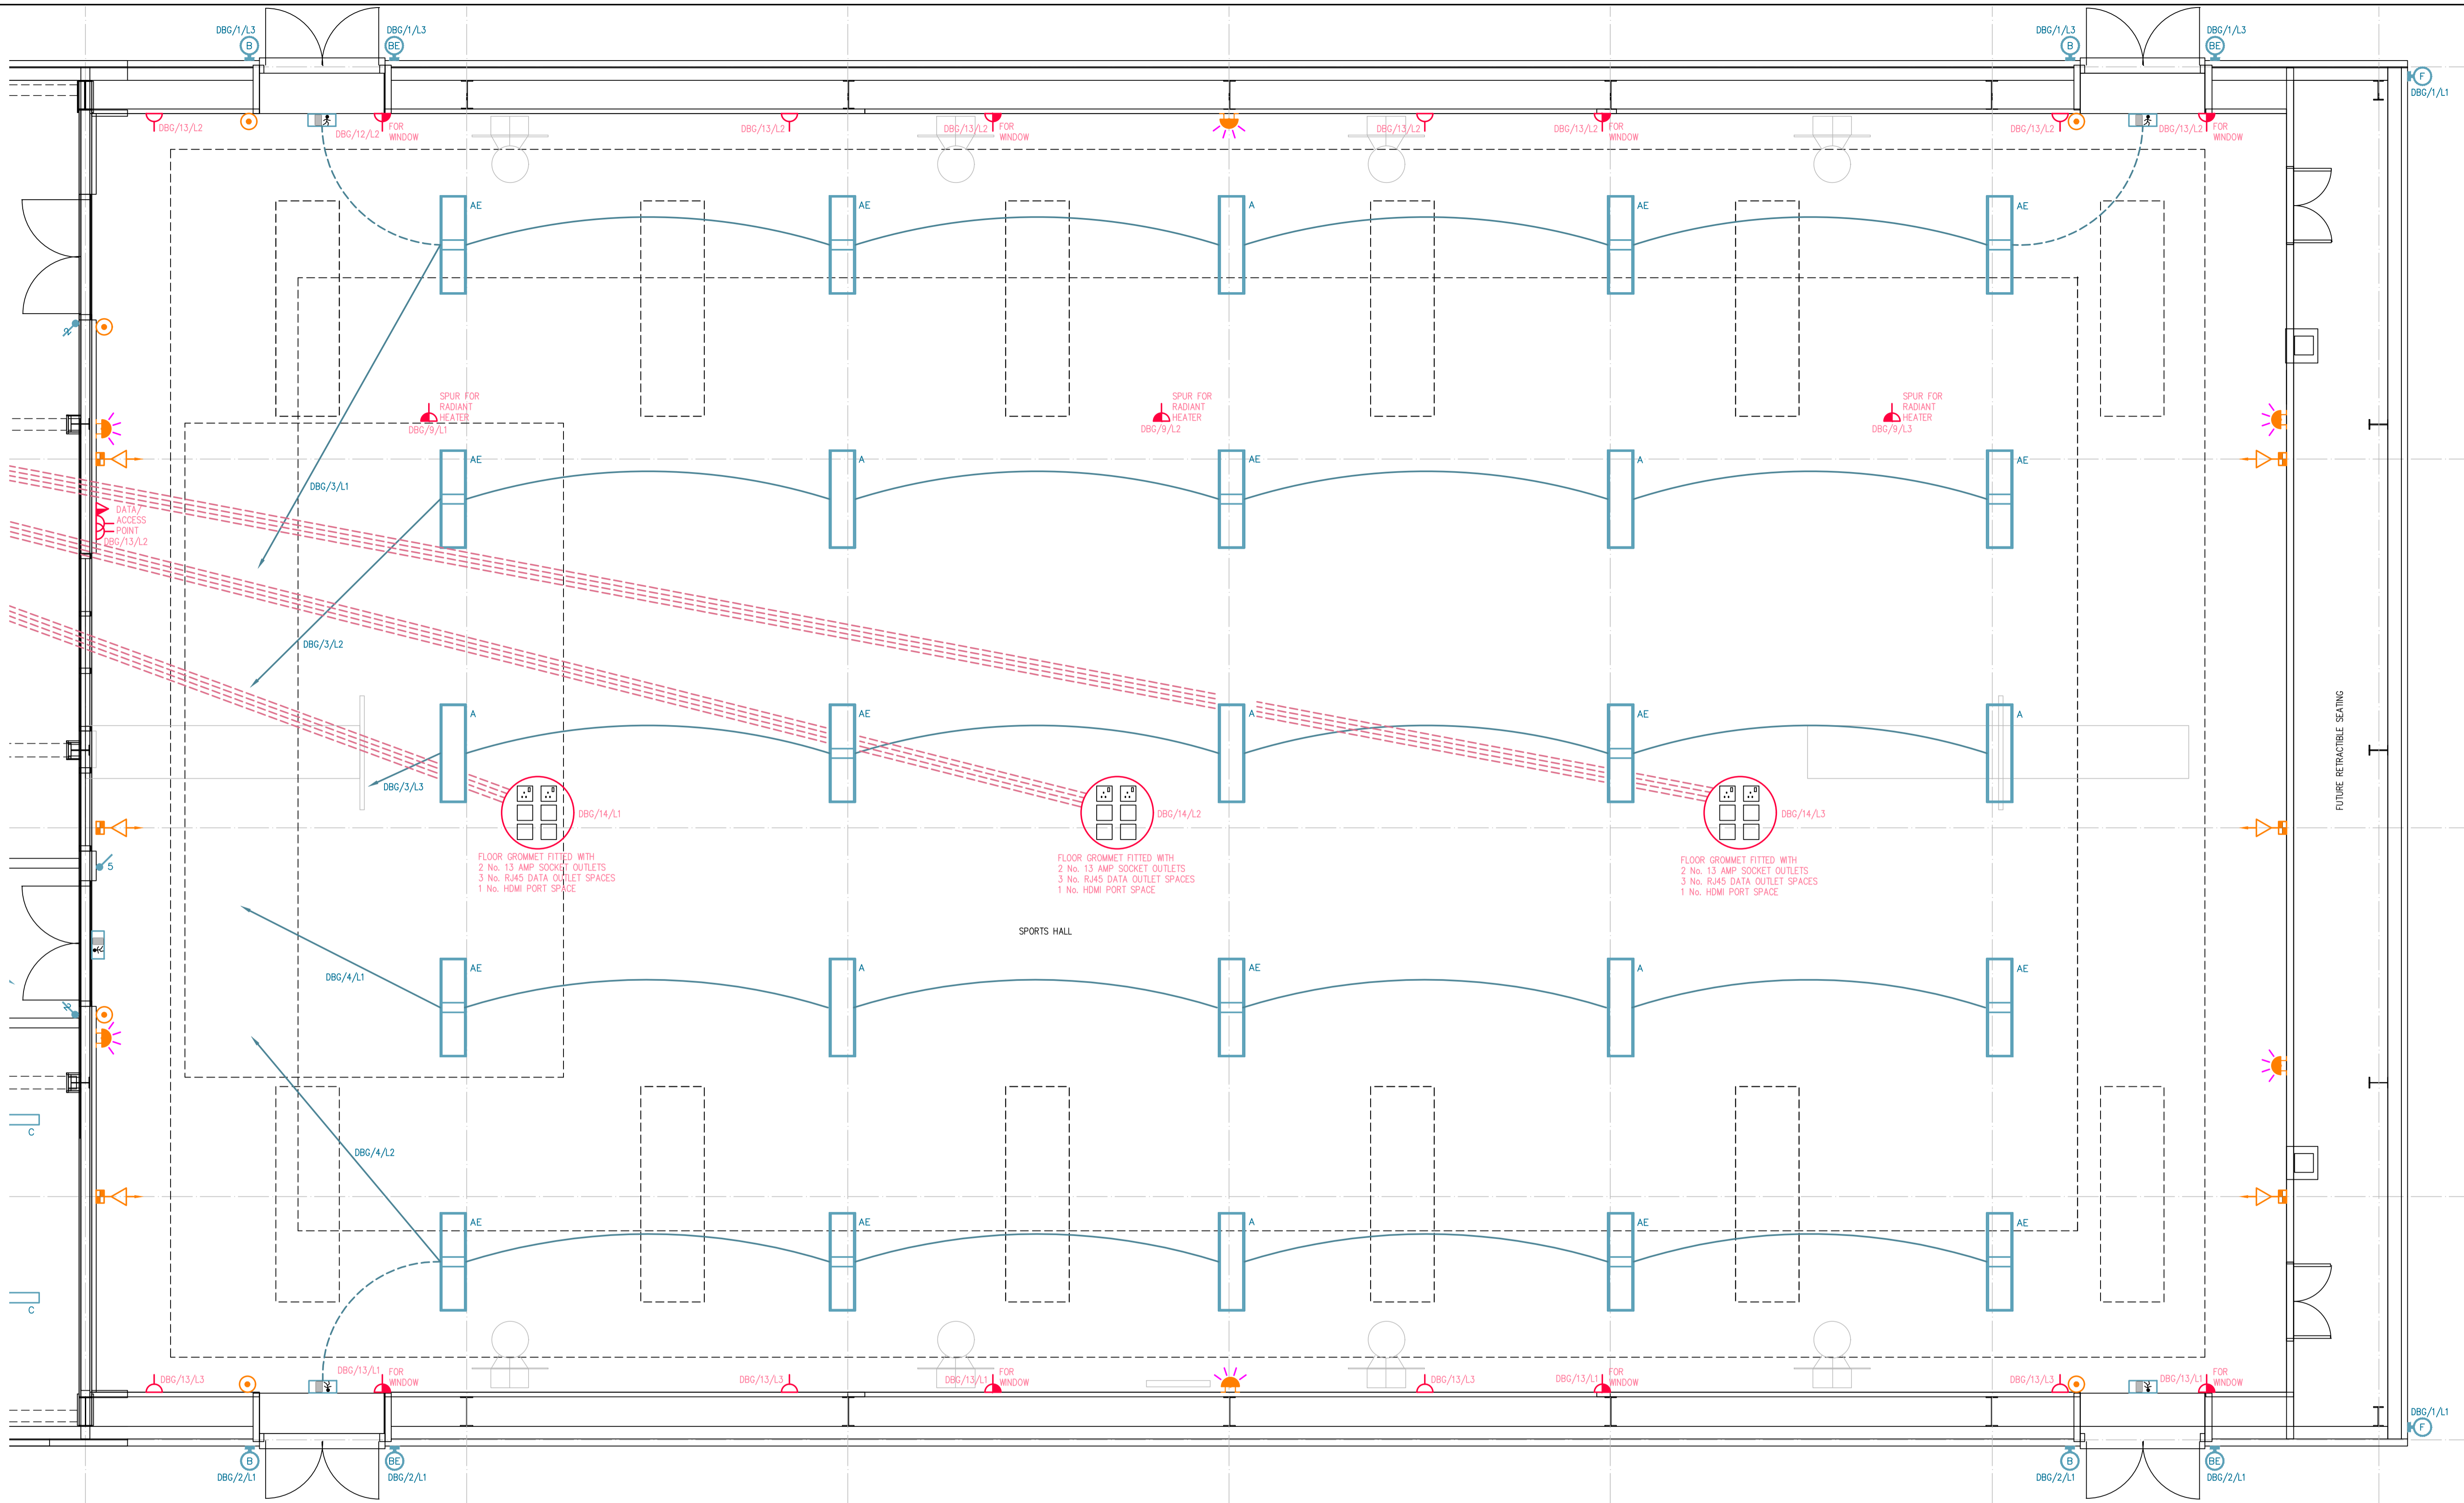 DBG/1/L3
DBG/1/L3
DBG/1/L3
DBG/1/L3
B
BE
B
BE
F
DBG/1/L1
DBG/13/L2
DBG/12/L2
FOR
WINDOW
DBG/13/L2
DBG/13/L2
FOR
WINDOW
DBG/13/L2
DBG/13/L2
FOR
WINDOW
DBG/13/L2
DBG/13/L2
FOR
WINDOW
AE
AE
A
AE
AE
2
SPUR FOR
RADIANT
HEATER
DBG/9/L1
SPUR FOR
RADIANT
HEATER
DBG/9/L2
SPUR FOR
RADIANT
HEATER
DBG/9/L3
AE
A
AE
A
AE
DBG/3/L1
DATA/
ACCESS
POINT
DBG/13/L2
DBG/3/L2
A
AE
A
AE
A
FUTURE RETRACTIBLE SEATING
DBG/3/L3
DBG/14/L1
DBG/14/L2
DBG/14/L3
FLOOR GROMMET FITTED WITH
2 No. 13 AMP SOCKET OUTLETS
3 No. RJ45 DATA OUTLET SPACES
1 No. HDMI PORT SPACE
FLOOR GROMMET FITTED WITH
2 No. 13 AMP SOCKET OUTLETS
3 No. RJ45 DATA OUTLET SPACES
1 No. HDMI PORT SPACE
FLOOR GROMMET FITTED WITH
2 No. 13 AMP SOCKET OUTLETS
3 No. RJ45 DATA OUTLET SPACES
1 No. HDMI PORT SPACE
5
SPORTS HALL
AE
A
AE
A
AE
DBG/4/L1
2
C
DBG/4/L2
AE
AE
A
AE
AE
C
DBG/13/L3
DBG/13/L1
FOR
WINDOW
DBG/13/L3
DBG/13/L1
FOR
WINDOW
DBG/13/L3
DBG/13/L1
FOR
WINDOW
DBG/13/L3
DBG/13/L1
FOR
WINDOW
DBG/1/L1
F
B
BE
B
BE
DBG/2/L1
DBG/2/L1
DBG/2/L1
DBG/2/L1